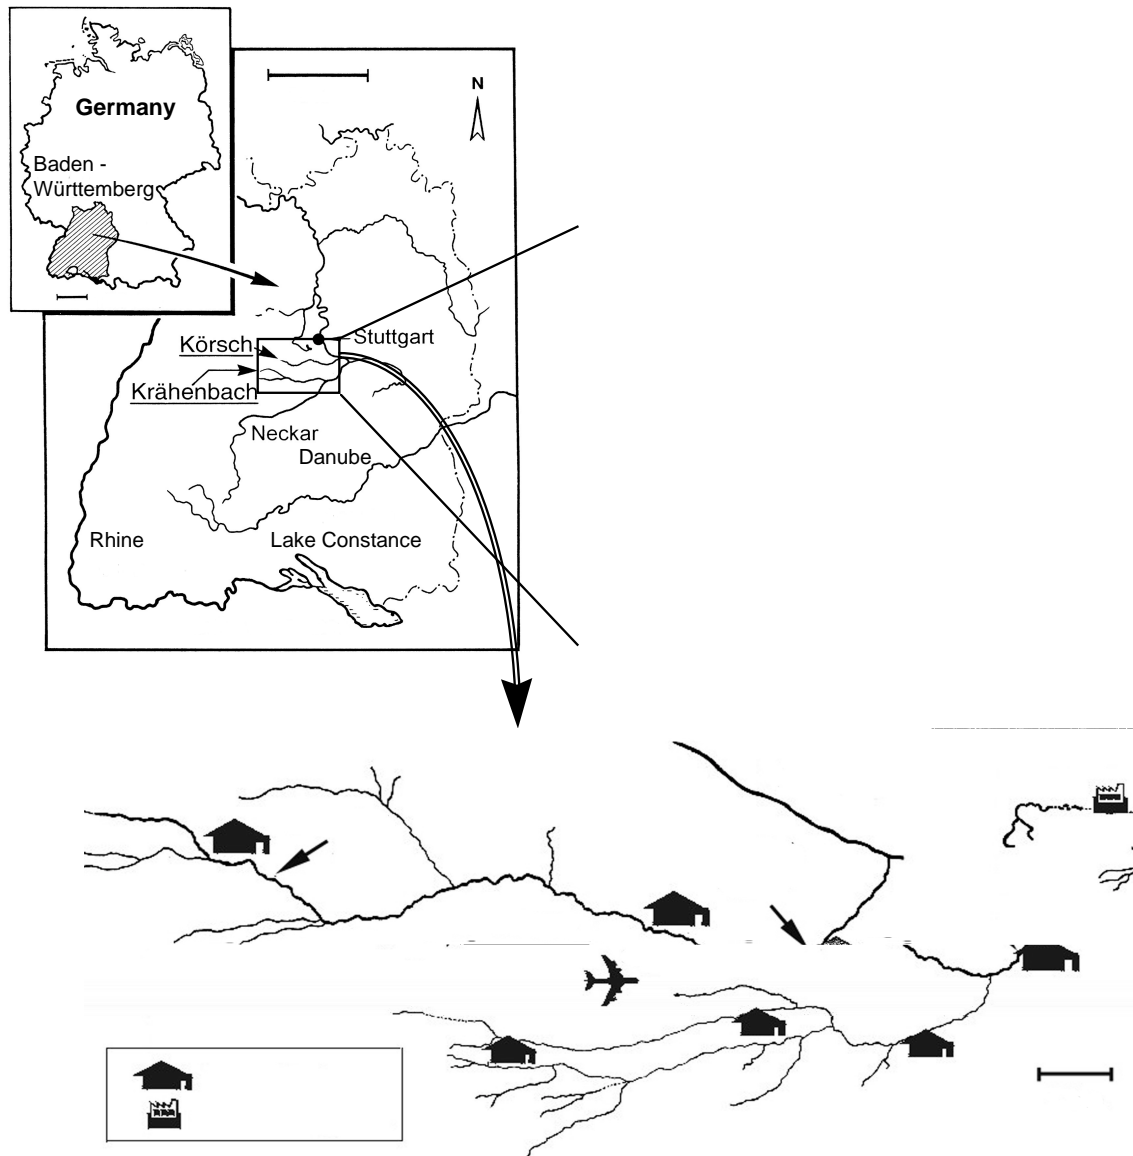 Germany
Baden -
Württemberg
N
Stuttgart
Körsch
Krähenbach
Neckar
Danube
Rhine
Lake Constance